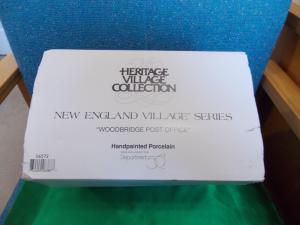 HERITAGE
VILLAGE
COLLECTION
NEW ENGLAND VILLAGE SERIES
"WOODBRIDGE POST OFFICE"
Handpainted Porcelain
Department 56